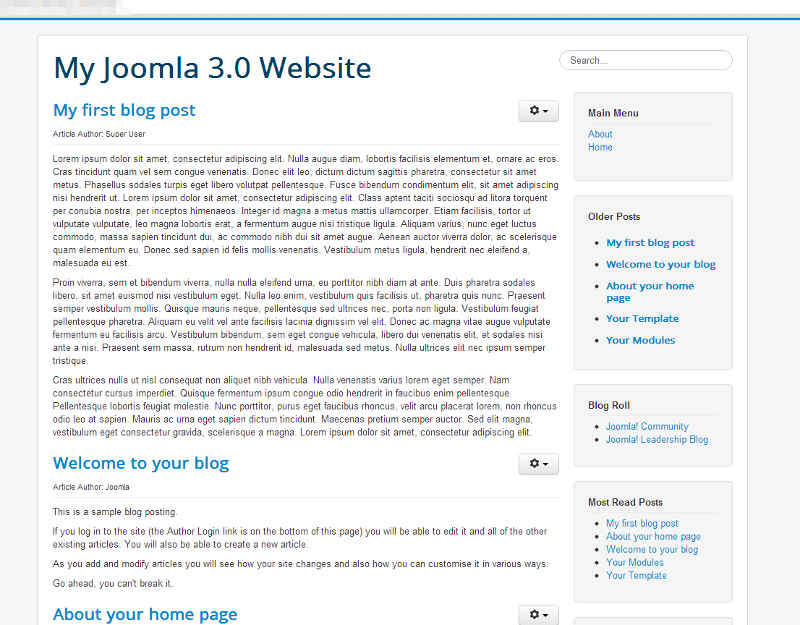 My Joomla 3.0 Website
Search...
My first blog post
Article Author: Super User
Lorem ipsum dolor sit amet, consectetur adipiscing elit. Nulla augue diam, lobortis facilisis elementum et, ornare ac eros.
Cras tincidunt quam vel sem congue venenatis. Donec elit leo, dictum dictum sagittis pharetra, consectetur sit amet
metus. Phasellus sodales turpis eget libero volutpat pellentesque. Fusce bibendum condimentum elit, sit amet adipiscing
nisi hendrerit ut. Lorem ipsum dolor sit amet, consectetur adipiscing elit. Class aptent taciti sociosqu ad litora torquent
per conubia nostra, per inceptos himenaeos. Integer id magna a metus mattis ullamcorper. Etiam facilisis, tortor ut
vulputate vulputate, leo magna lobortis erat, a fermentum augue nisi tristique ligula. Aliquam varius, nunc eget luctus
commodo, massa sapien tincidunt dui, ac commodo nibh dui sit amet augue. Aenean auctor viverra dolor, ac scelerisque
quam elementum eu. Donec sed sapien id felis mollis venenatis. Vestibulum metus ligula, hendrerit nec eleifend a,
malesuada eu est.
Proin viverra, sem et bibendum viverra, nulla nulla eleifend urna, eu porttitor nibh diam at ante. Duis pharetra sodales
libero, sit amet euismod nisi vestibulum eget. Nulla leo enim, vestibulum quis facilisis ut, pharetra quis nunc. Praesent
semper vestibulum mollis. Quisque mauris neque, pellentesque sed ultrices nec, porta non ligula. Vestibulum feugiat
pellentesque pharetra. Aliquam eu velit vel ante facilisis lacinia dignissim vel elit. Donec ac magna vitae augue vulputate
fermentum eu facilisis arcu. Vestibulum bibendum, sem eget congue vehicula, libero dui venenatis elit, et sodales nisi
ante a nisi. Praesent sem massa, rutrum non hendrerit id, malesuada sed metus. Nulla ultrices elit nec ipsum semper
tristique.
Cras ultrices nulla ut nisl consequat non aliquet nibh vehicula. Nulla venenatis varius lorem eget semper. Nam
consectetur cursus imperdiet. Quisque fermentum ipsum congue odio hendrerit in faucibus enim pellentesque.
Pellentesque lobortis feugiat molestie. Nunc porttitor, purus eget faucibus rhoncus, velit arcu placerat lorem, non rhoncus
odio leo at sapien. Mauris ac urna eget sapien dictum tincidunt. Maecenas pretium semper auctor. Sed elit magna,
vestibulum eget consectetur gravida, scelerisque a magna. Lorem ipsum dolor sit amet, consectetur adipiscing elit.
Welcome to your blog
Article Author: Joomla
This is a sample blog posting.
If you log in to the site (the Author Login link is on the bottom of this page) you will be able to edit it and all of the other
existing articles. You will also be able to create a new article.
As you add and modify articles you will see how your site changes and also how you can customise it in various ways.
Go ahead, you can't break it.
About your home page
Main Menu
About
Home
Older Posts
My first blog post
Welcome to your blog
About your home
page
Your Template
Your Modules
Blog Roll
Joomla! Community
Joomla! Leadership Blog
Most Read Posts
My first blog post
About your home page
Welcome to your blog
Your Modules
Your Template